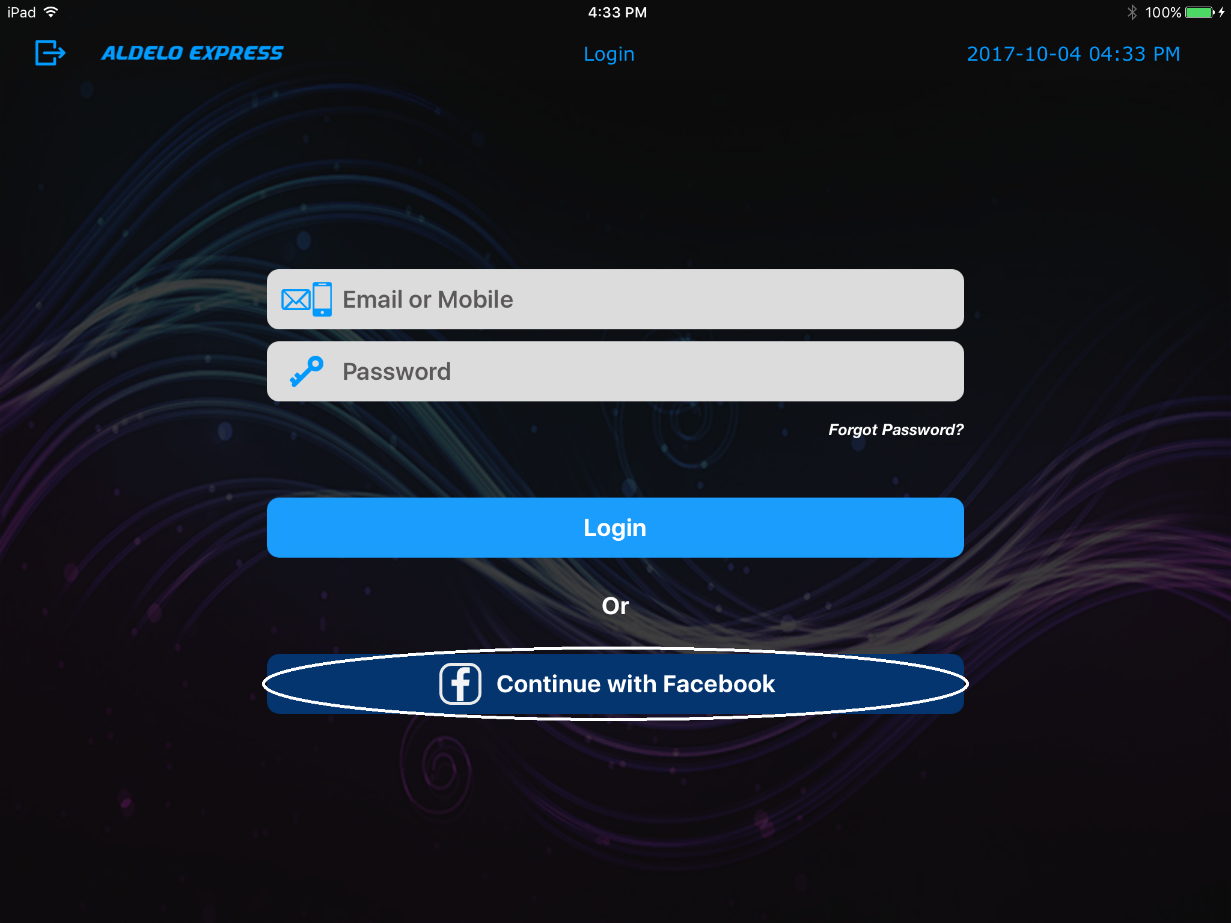 iPad 4:33 PM 100%
ALDELO EXPRESS Login 2017-10-04 04:33 PM
Email or Mobile
Password
Forgot Password?
Login
Or
Continue with Facebook